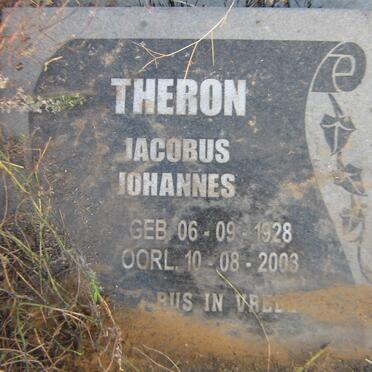 THERON
JACOBUS
JOHANNES
GEB. 06 - 09 - 1928
OORL. 10 - 08 - 2003
RUS IN VREDE